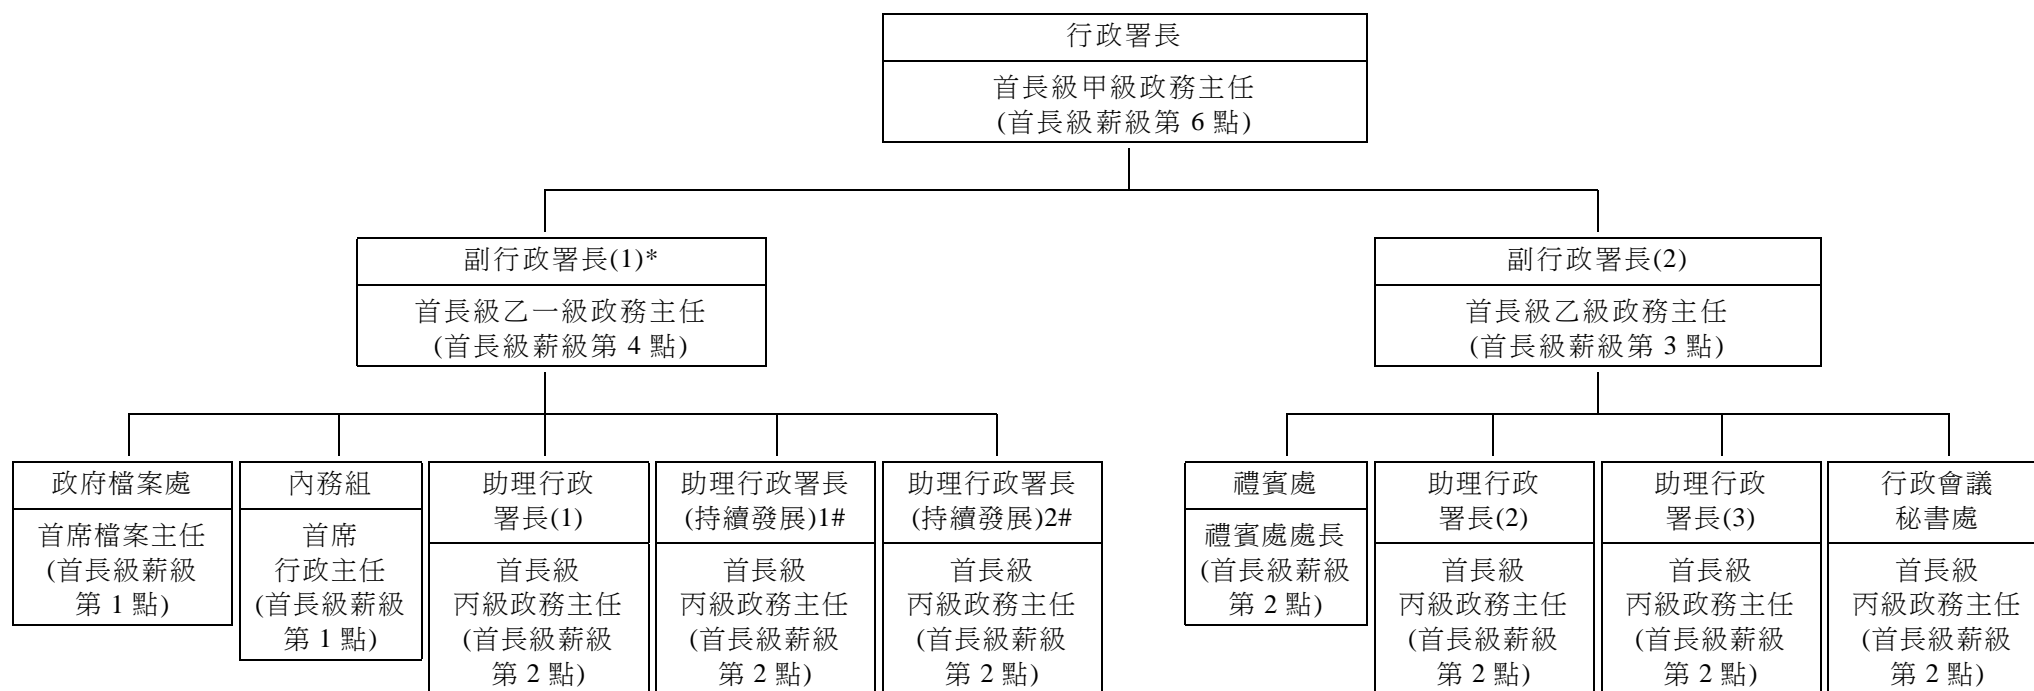 行政署長
首長級甲級政務主任
(首長級薪級第 6 點)
副行政署長(1)*
首長級乙一級政務主任
(首長級薪級第 4 點)
副行政署長(2)
首長級乙級政務主任
(首長級薪級第 3 點)
政府檔案處
首席檔案主任
(首長級薪級
第 1 點)
內務組
首席
行政主任
(首長級薪級
第 1 點)
助理行政
署長(1)
首長級
丙級政務主任
(首長級薪級
第 2 點)
助理行政署長
(持續發展)1#
首長級
丙級政務主任
(首長級薪級
第 2 點)
助理行政署長
(持續發展)2#
首長級
丙級政務主任
(首長級薪級
第 2 點)
禮賓處
禮賓處處長
(首長級薪級
第 2 點)
助理行政
署長(2)
首長級
丙級政務主任
(首長級薪級
第 2 點)
助理行政
署長(3)
首長級
丙級政務主任
(首長級薪級
第 2 點)
行政會議
秘書處
首長級
丙級政務主任
(首長級薪級
第 2 點)